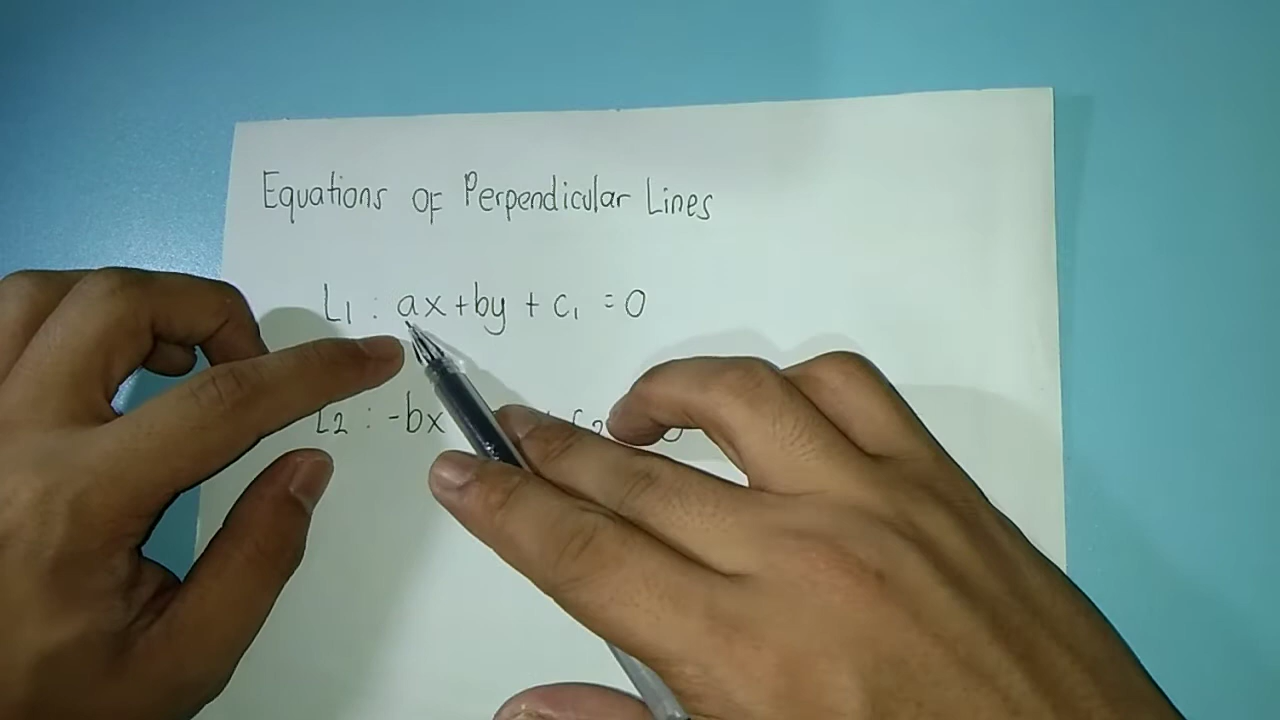 Equations of Perpendicular Lines
L1 : ax + by + c1 = 0
L2 : -bx